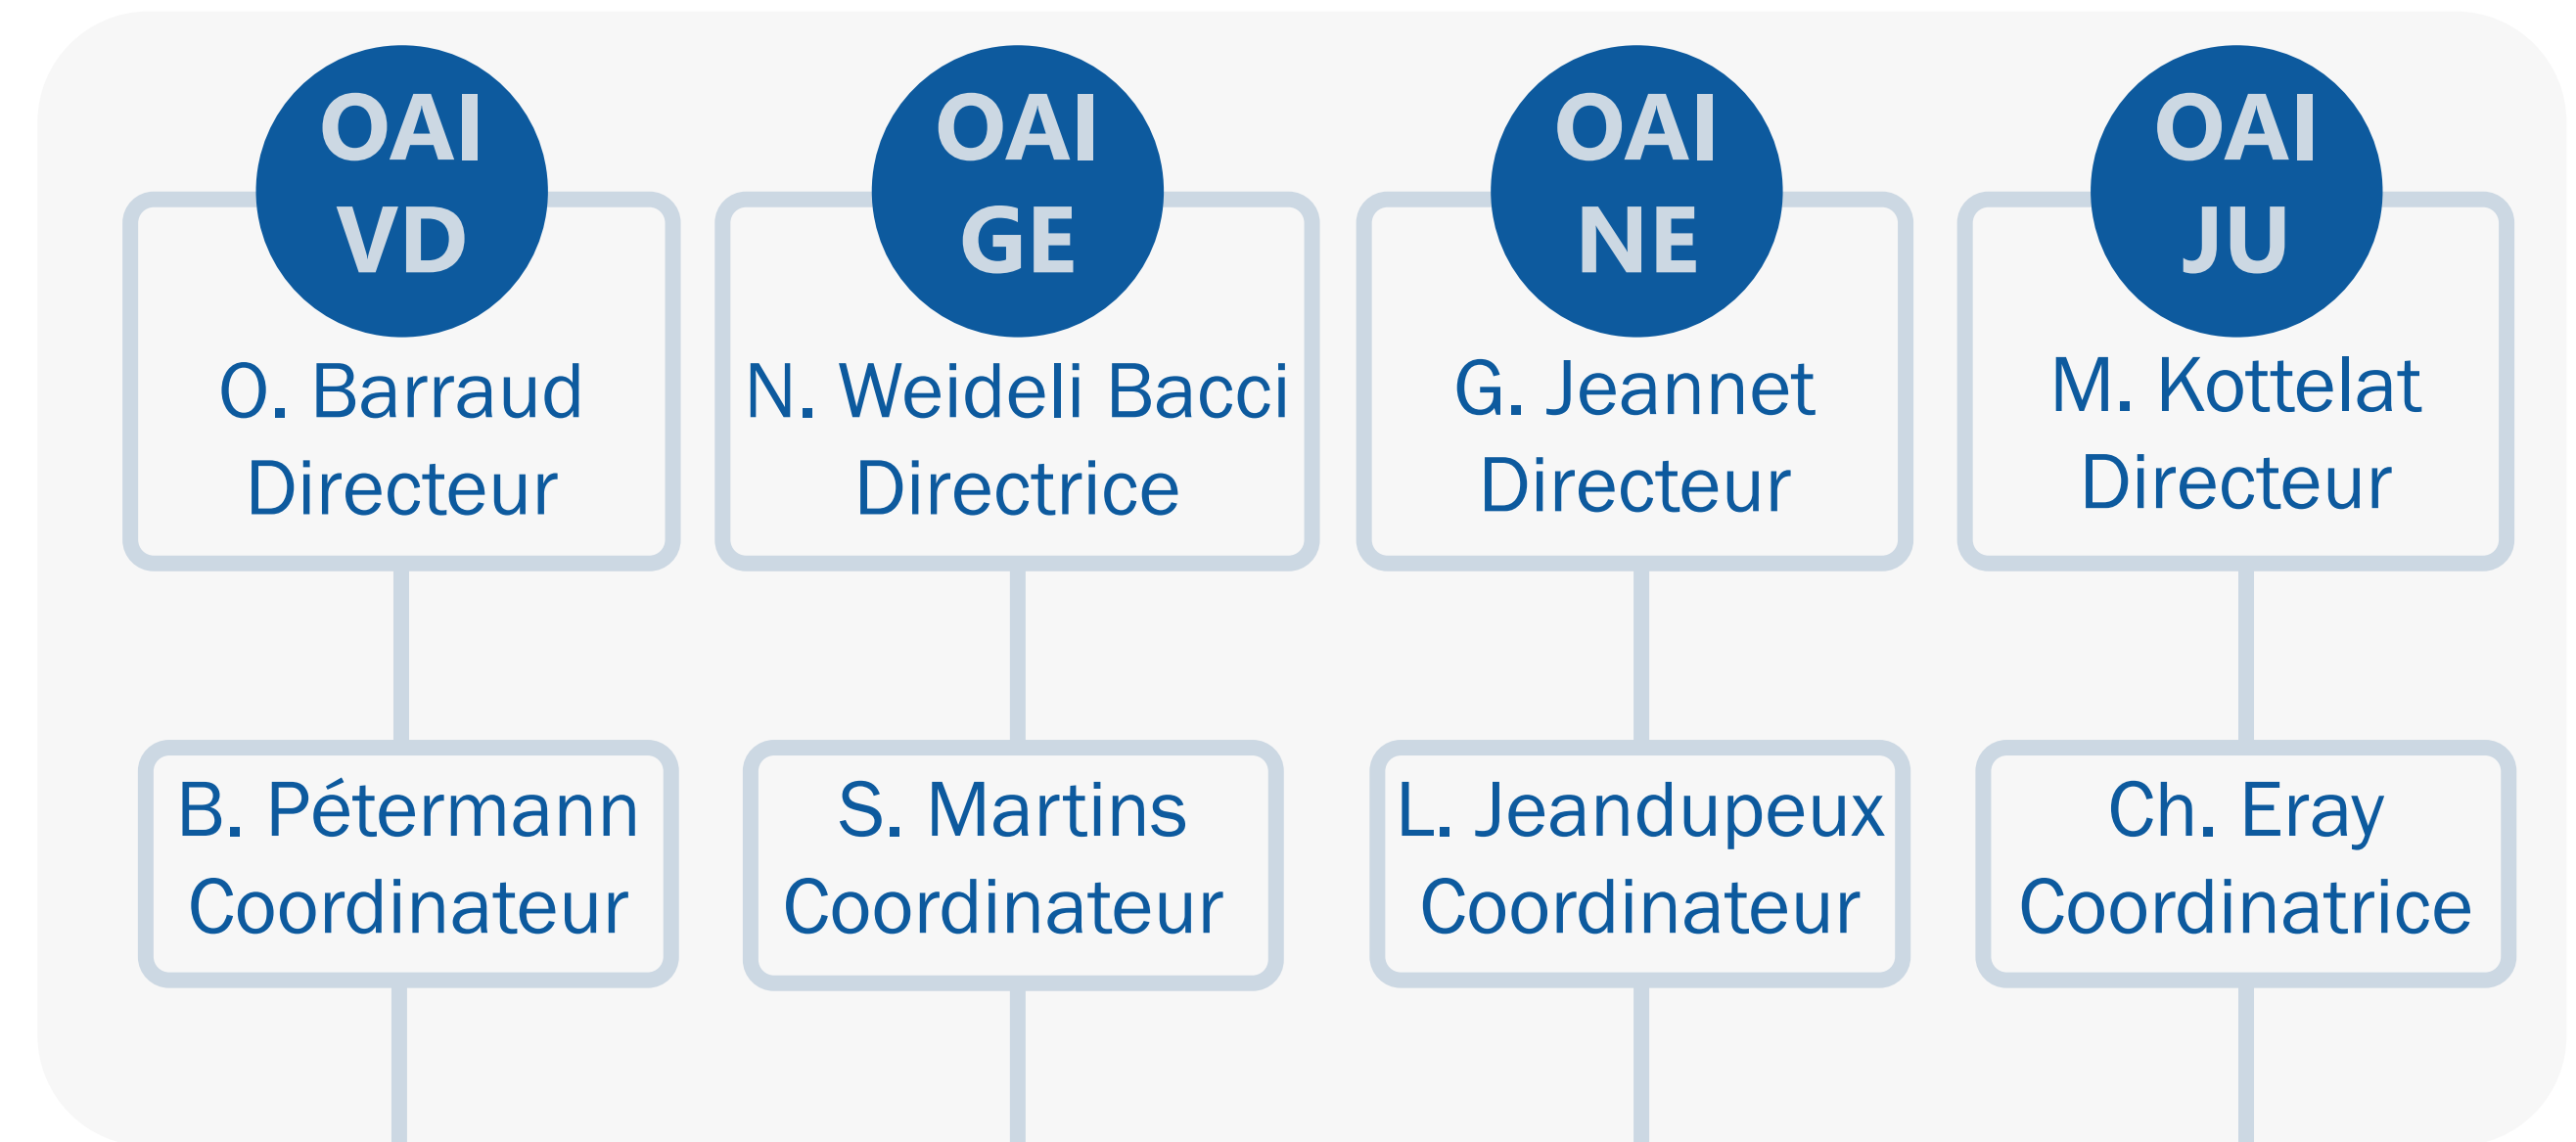 OAI
VD
O. Barraud
Directeur
OAI
GE
N. Weideli Bacci
Directrice
OAI
NE
G. Jeannet
Directeur
OAI
JU
M. Kottelat
Directeur
B. Pétermann
Coordinateur
S. Martins
Coordinateur
L. Jeandupeux
Coordinateur
Ch. Eray
Coordinatrice